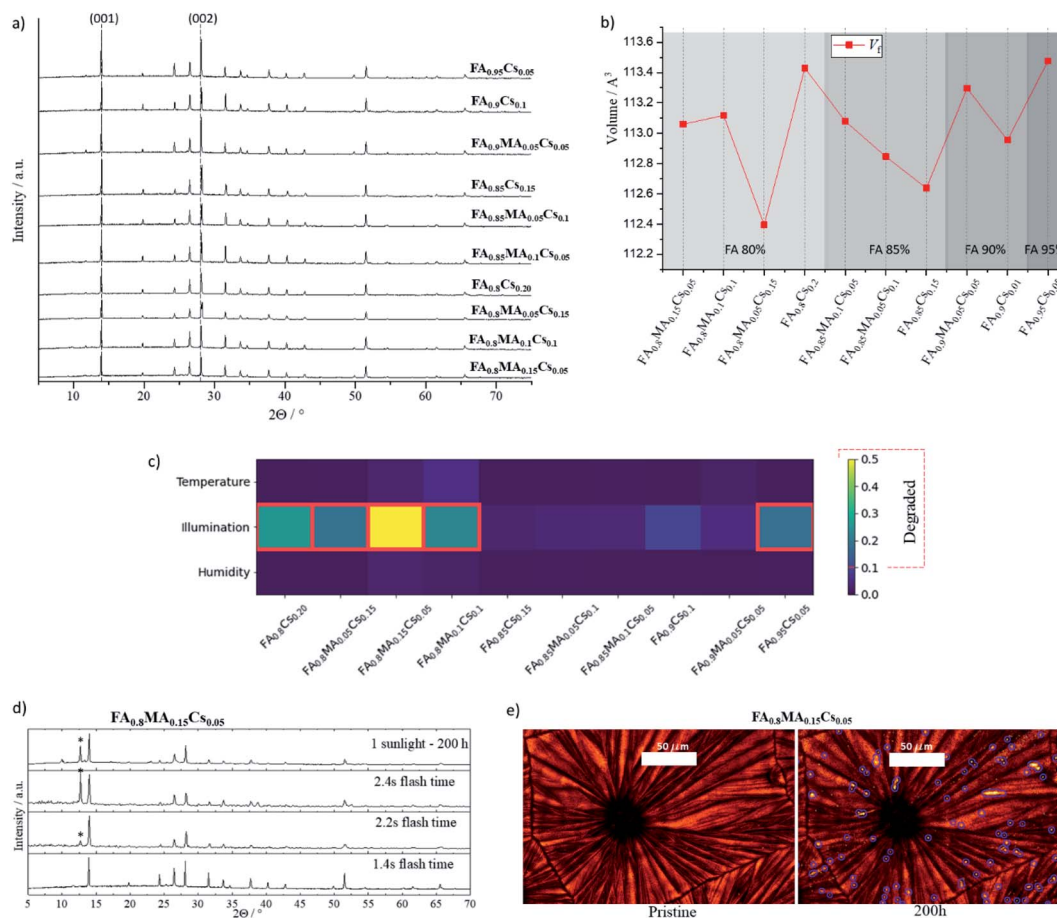 a)
(001)
(002)
FA0.95Cs0.05
FA0.9Cs0.1
FA0.9MA0.05Cs0.05
FA0.85Cs0.15
FA0.85MA0.05Cs0.1
FA0.85MA0.1Cs0.05
FA0.8Cs0.20
FA0.8MA0.05Cs0.15
FA0.8MA0.1Cs0.1
FA0.8MA0.15Cs0.05
Intensity / a.u.
10 20 30 40 50 60 70
2Θ / °
b)
Vf
113.6
113.4
113.2
113.0
112.8
112.6
112.4
112.2
Volume / A³
FA 80% FA 85% FA 90% FA 95%
FA0.8MA0.15Cs0.05
FA0.8MA0.1Cs0.1
FA0.8MA0.05Cs0.15
FA0.8Cs0.2
FA0.85MA0.1Cs0.05
FA0.85MA0.05Cs0.1
FA0.85Cs0.15
FA0.9MA0.05Cs0.05
FA0.9Cs0.01
FA0.95Cs0.05
c)
Temperature
Illumination
Humidity
0.5
0.4
0.3
0.2
0.1
0.0
Degraded
FA0.8Cs0.20
FA0.8MA0.05Cs0.15
FA0.8MA0.15Cs0.05
FA0.8MA0.1Cs0.1
FA0.85Cs0.15
FA0.85MA0.05Cs0.1
FA0.85MA0.1Cs0.05
FA0.9Cs0.1
FA0.9MA0.05Cs0.05
FA0.95Cs0.05
d)
FA0.8MA0.15Cs0.05
*
1 sunlight - 200 h
*
2.4s flash time
*
2.2s flash time
1.4s flash time
Intensity / a.u.
5 10 15 20 25 30 35 40 45 50 55 60 65 70
2Θ / °
e)
FA0.8MA0.15Cs0.05
50 μm
50 μm
Pristine
200h